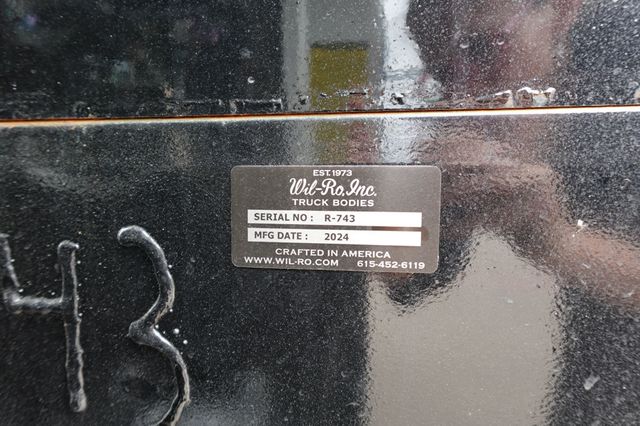 EST.1973
Wil-Ro, Inc.
TRUCK BODIES
SERIAL NO : R-743
MFG DATE : 2024
CRAFTED IN AMERICA
WWW.WIL-RO.COM 615-452-6119
43